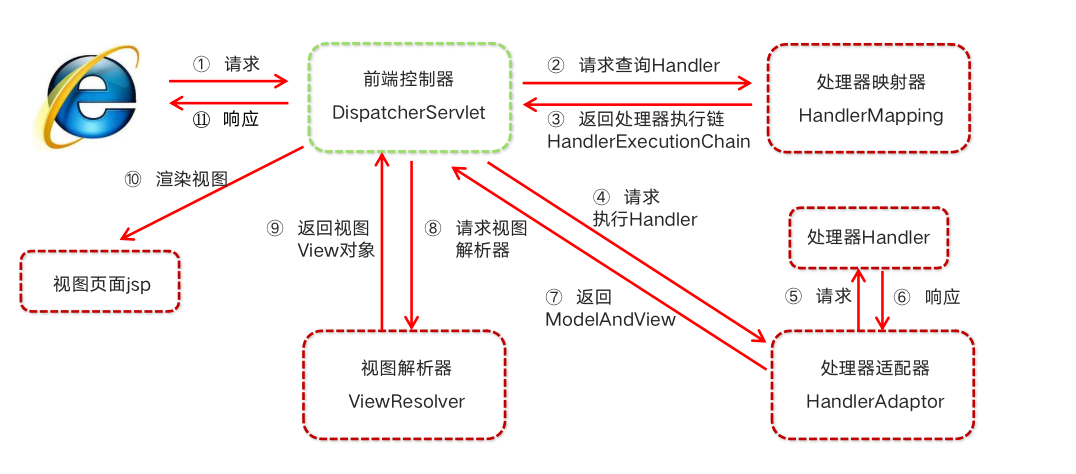 ① 请求
⑪ 响应
前端控制器
DispatcherServlet
② 请求查询Handler
③ 返回处理器执行链
HandlerExecutionChain
处理器映射器
HandlerMapping
⑩ 渲染视图
视图页面jsp
⑨ 返回视图
View对象
⑧ 请求视图
解析器
④ 请求
执行Handler
⑦ 返回
ModelAndView
处理器Handler
⑤ 请求
⑥ 响应
视图解析器
ViewResolver
处理器适配器
HandlerAdaptor